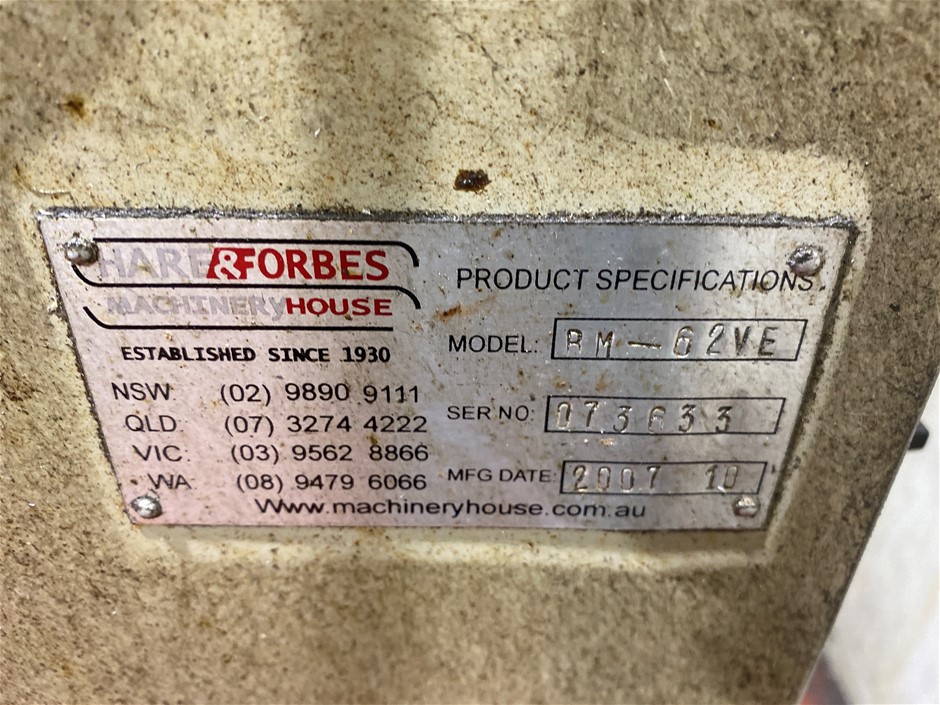 HARE &FORBES
MACHINERYHOUSE
ESTABLISHED SINCE 1930
NSW: (02) 9890 9111
QLD: (07) 3274 4222
VIC: (03) 9562 8866
WA: (08) 9479 6066
Www.machineryhouse.com.au
PRODUCT SPECIFICATIONS
MODEL: BM—62VE
SER NO: 073633
MFG DATE: 2007 10